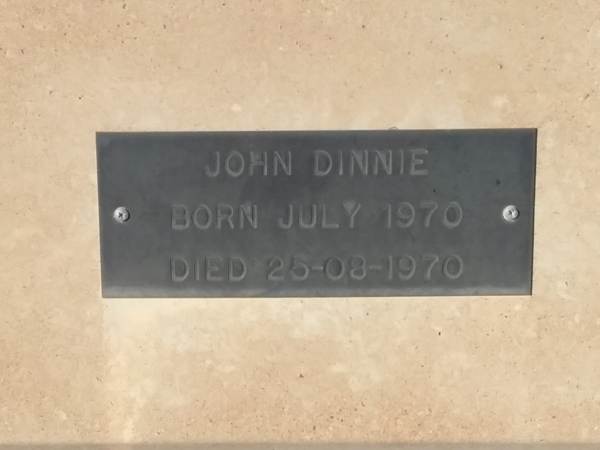 JOHN DINNIE
BORN JULY 1970
DIED 25-08-1970